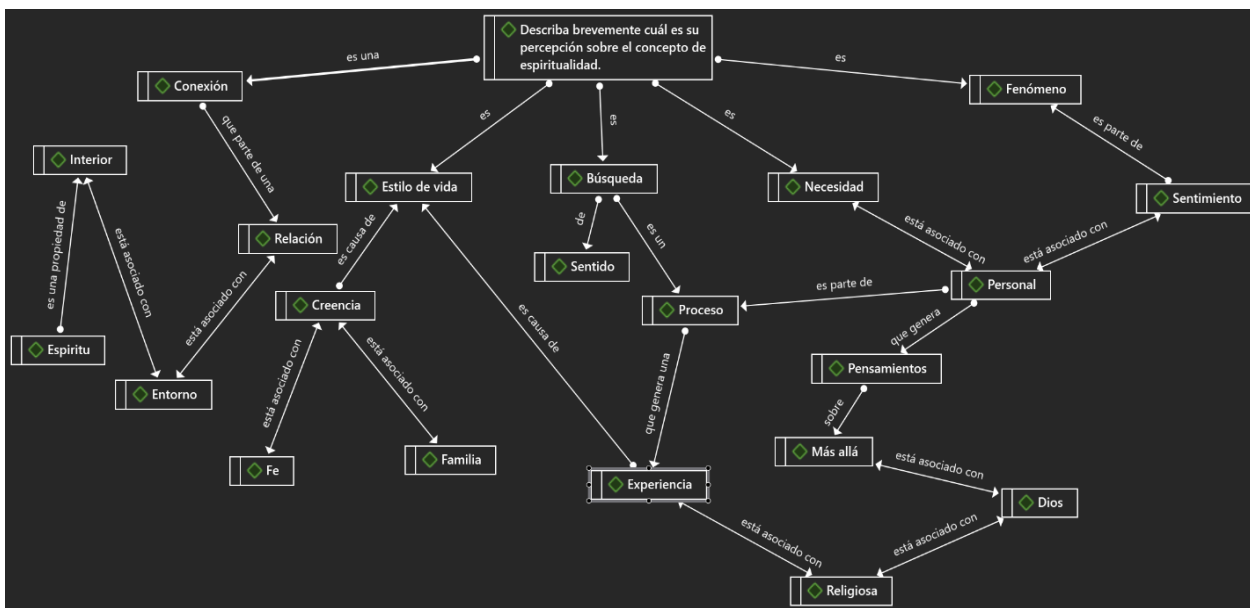 Describa brevemente cuál es su
percepción sobre el concepto de
espiritualidad.
es una
es
Conexión
Fenómeno
que parte de una
es
es
es
es parte de
Interior
Estilo de vida
Búsqueda
Necesidad
Sentimiento
es una propiedad de
está asociado con
Relación
es causa de
de
es un
está asociado con
está asociado con
Sentido
Personal
Creencia
es parte de
Proceso
está asociado con
es causa de
que genera
Espiritu
Entorno
está asociado con
está asociado con
que genera una
Pensamientos
sobre
Fe
Familia
Más allá
está asociado con
Experiencia
Dios
está asociado con
está asociado con
Religiosa